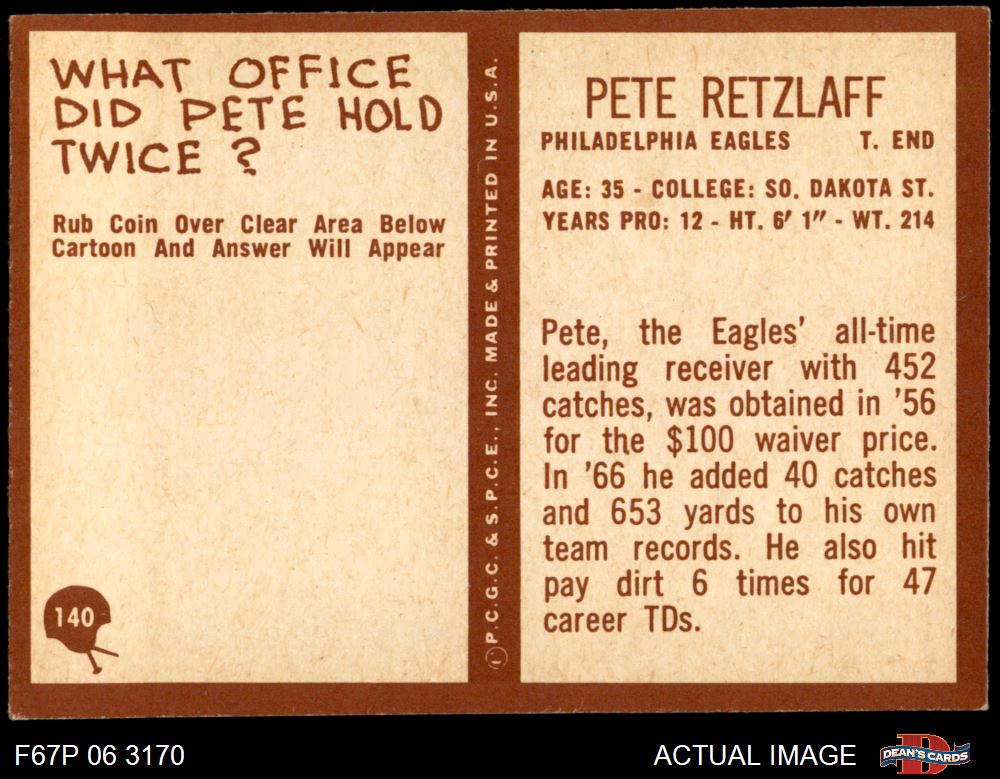 WHAT OFFICE
DID PETE HOLD
TWICE ?
Rub Coin Over Clear Area Below
Cartoon And Answer Will Appear
140
© P.C.G.C. & S.P.C.E., INC. MADE & PRINTED IN U.S.A.
PETE RETZLAFF
PHILADELPHIA EAGLES T. END
AGE: 35 - COLLEGE: SO. DAKOTA ST.
YEARS PRO: 12 - HT. 6′ 1″ - WT. 214
Pete, the Eagles’ all-time
leading receiver with 452
catches, was obtained in ’56
for the $100 waiver price.
In ’66 he added 40 catches
and 653 yards to his own
team records. He also hit
pay dirt 6 times for 47
career TDs.
F67P 06 3170
ACTUAL IMAGE
D
DEAN'S CARDS